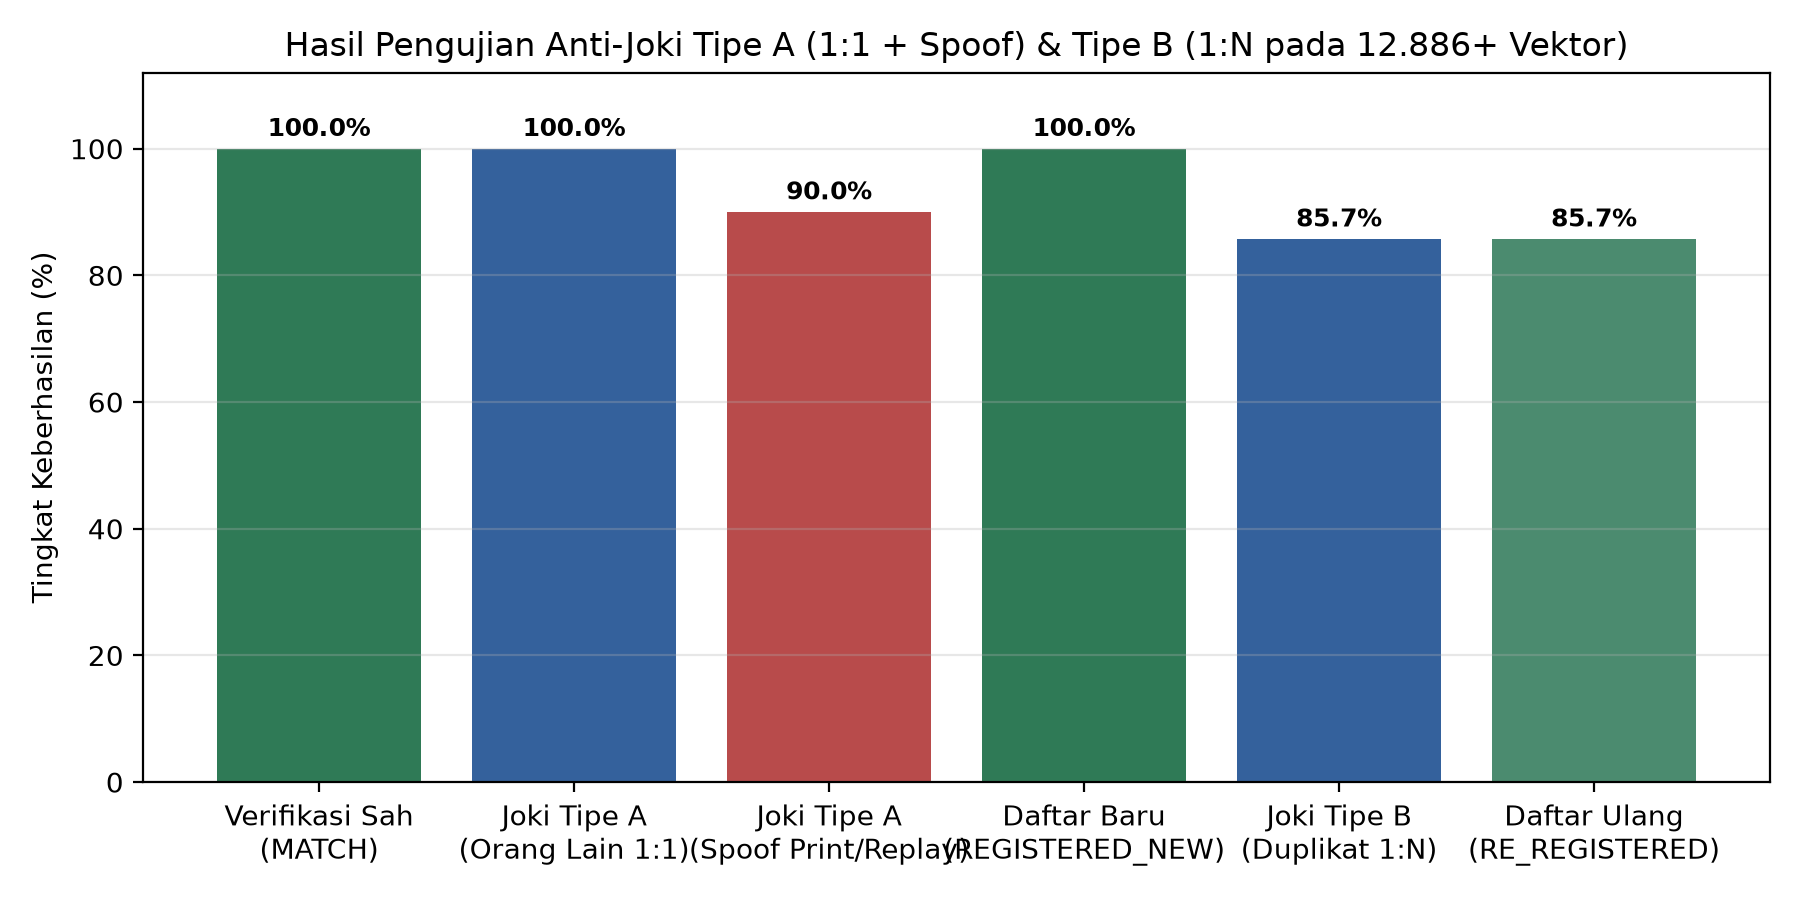 Hasil Pengujian Anti-Joki Tipe A (1:1 + Spoof) & Tipe B (1:N pada 12.886+ Vektor)
Tingkat Keberhasilan (%)
100
80
60
40
20
0
100.0%
100.0%
90.0%
100.0%
85.7%
85.7%
Verifikasi Sah
(MATCH)
Joki Tipe A
(Orang Lain 1:1)
Joki Tipe A
(Spoof Print/Replay)
Daftar Baru
(REGISTERED_NEW)
Joki Tipe B
(Duplikat 1:N)
Daftar Ulang
(RE_REGISTERED)